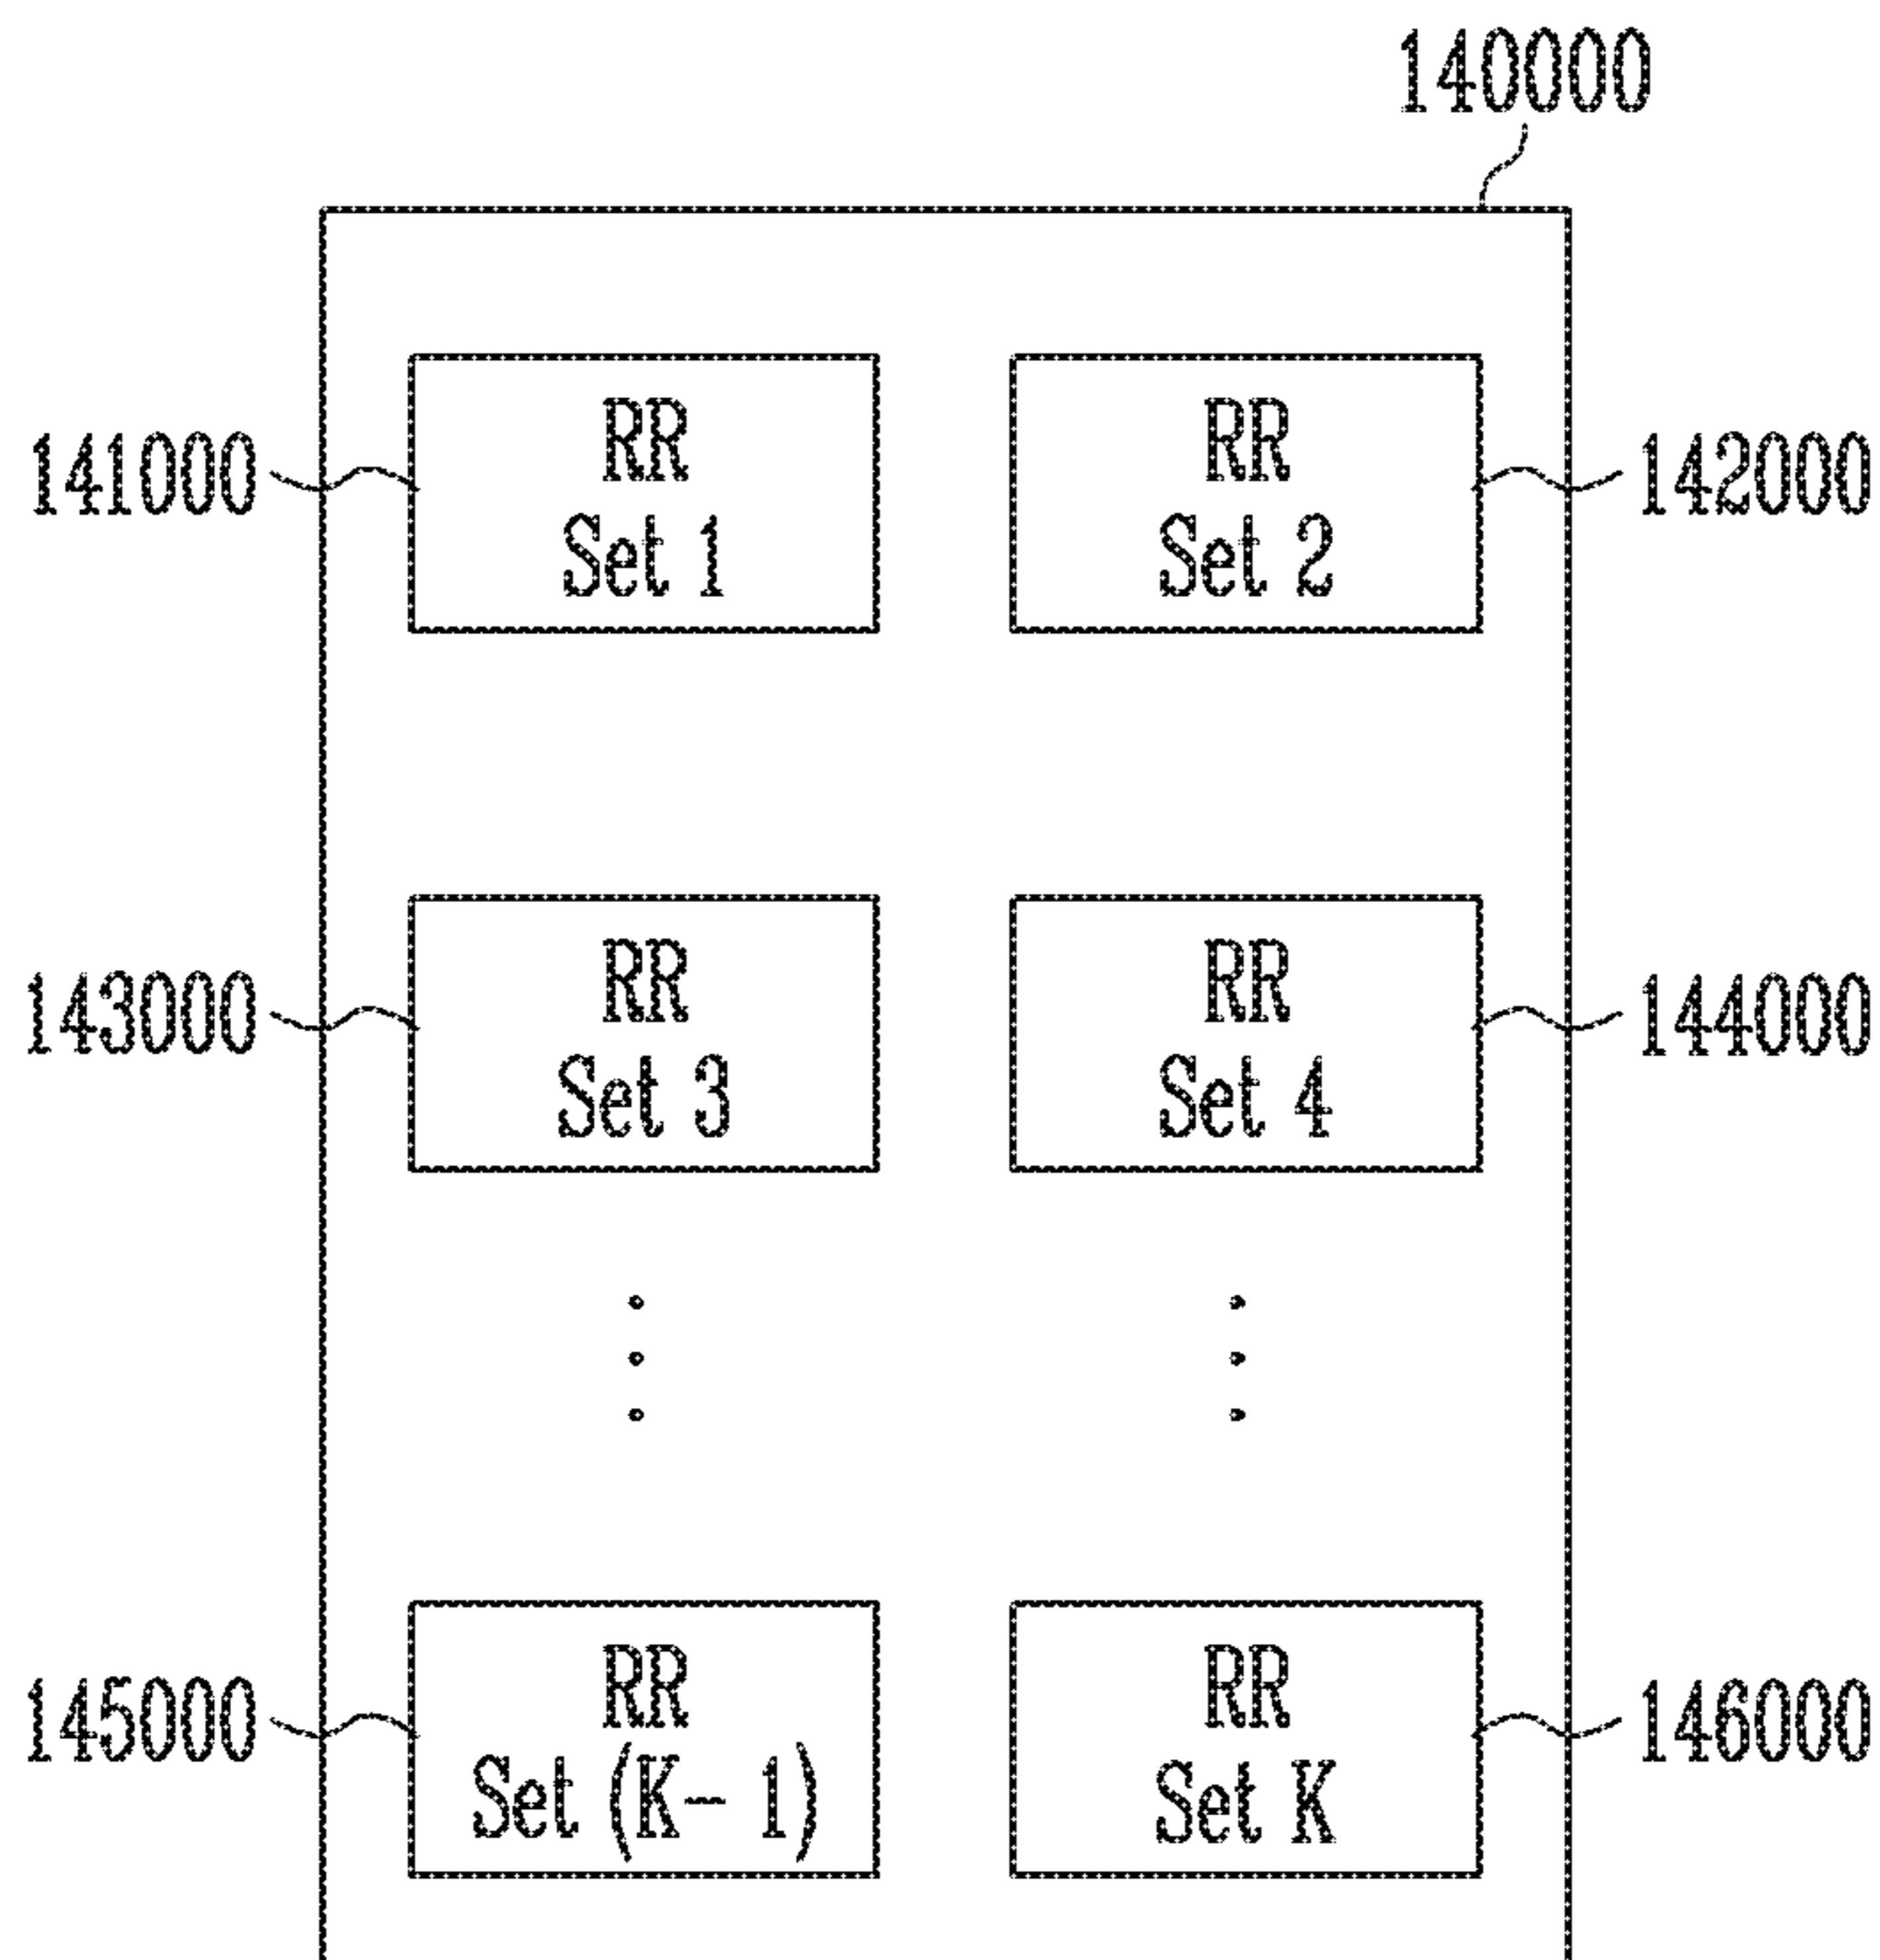 140000
RR
Set 1
141000
RR
Set 2
142000
RR
Set 3
143000
RR
Set 4
144000
RR
Set (K- 1)
145000
RR
Set K
146000